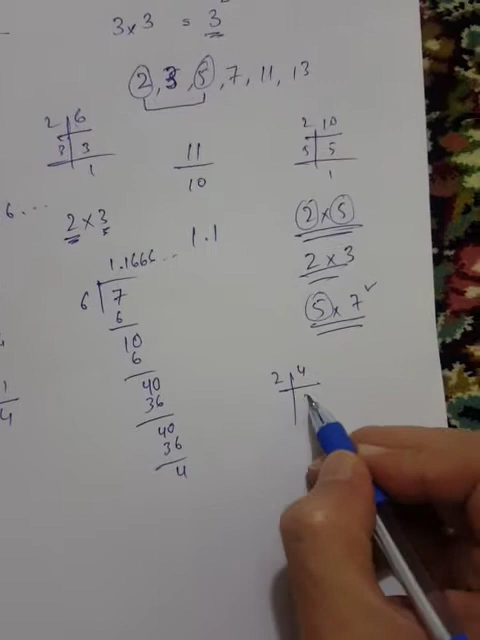 3 x 3 = 3
2, 3, 5, 7, 11, 13
2 | 6
3 | 3
1
11
10
2 | 10
5 | 5
1
6...
2 x 3
1.1
2 x 5
2 x 3
5 x 7 ✓
1.1666...
6 | 7
6
10
6
40
36
40
36
4
1
4
2 | 4